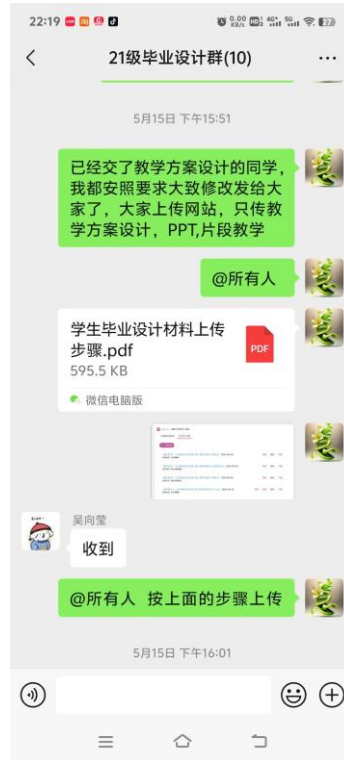 22:19
0.00
KB/s
4G+
5G
27
21级毕业设计群(10)
5月15日 下午15:51
已经交了教学方案设计的同学，
我都安照要求大致修改发给大
家了，大家上传网站，只传教
学方案设计，PPT,片段教学
@所有人
学生毕业设计材料上传
步骤.pdf
PDF
595.5 KB
微信电脑版
吴向莹
收到
@所有人 按上面的步骤上传
5月15日 下午16:01